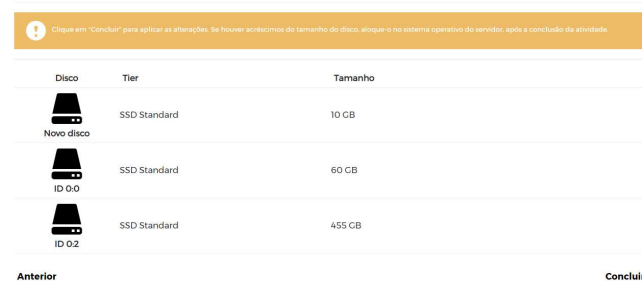 Clique em "Concluir" para aplicar as alterações. Se houver acréscimos do tamanho do disco, aloque-o no sistema operativo do servidor, após a conclusão da atividade.
Disco Tier Tamanho
SSD Standard 10 GB
Novo disco
SSD Standard 60 GB
ID 0:0
SSD Standard 455 GB
ID 0:2
Anterior Concluir